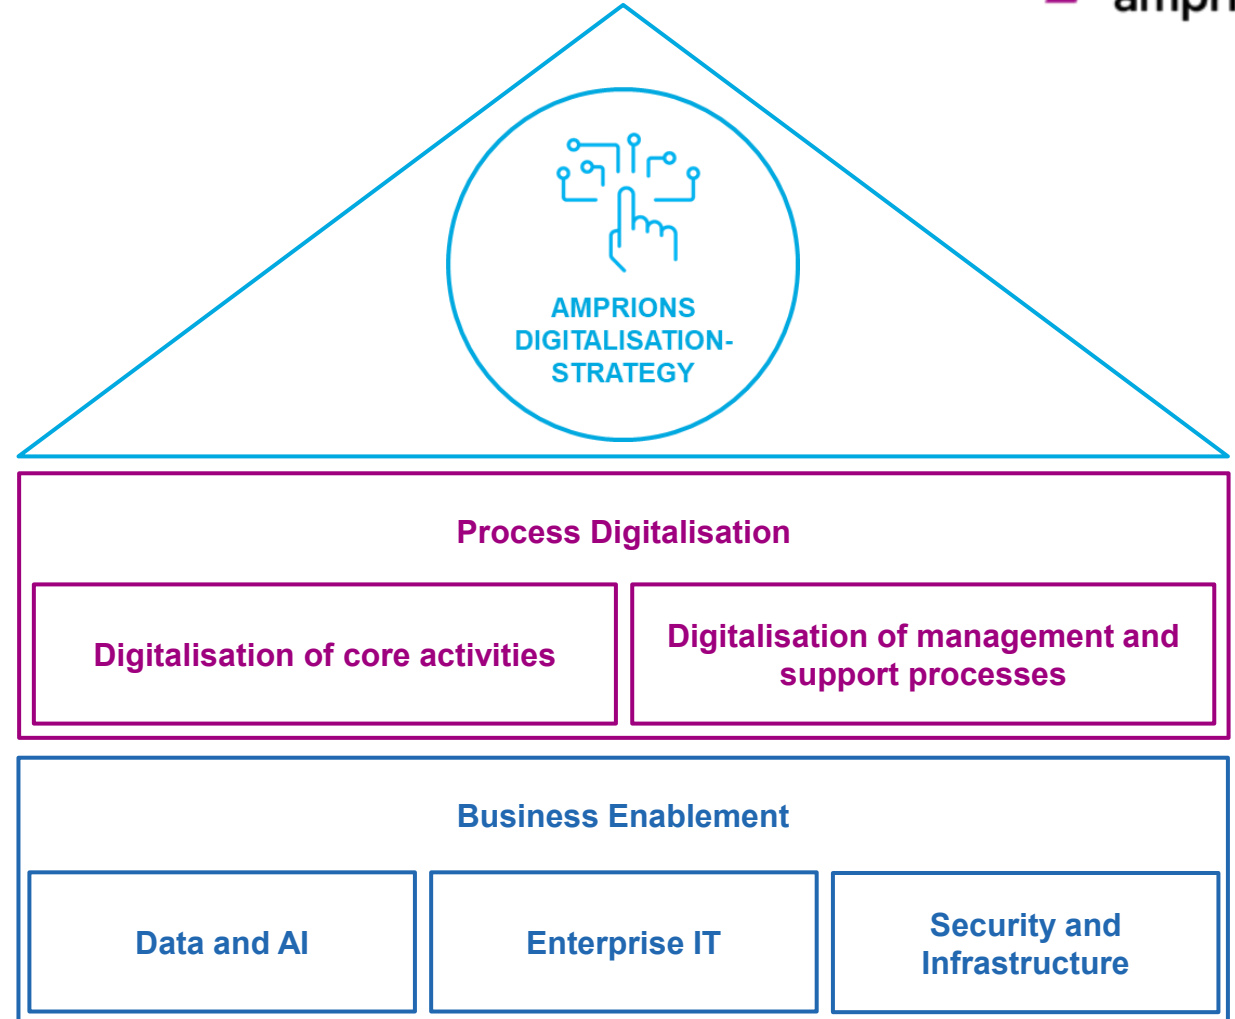 AMPRIONS
DIGITALISATION-
STRATEGY
Process Digitalisation
Digitalisation of core activities
Digitalisation of management and
support processes
Business Enablement
Data and AI
Enterprise IT
Security and
Infrastructure